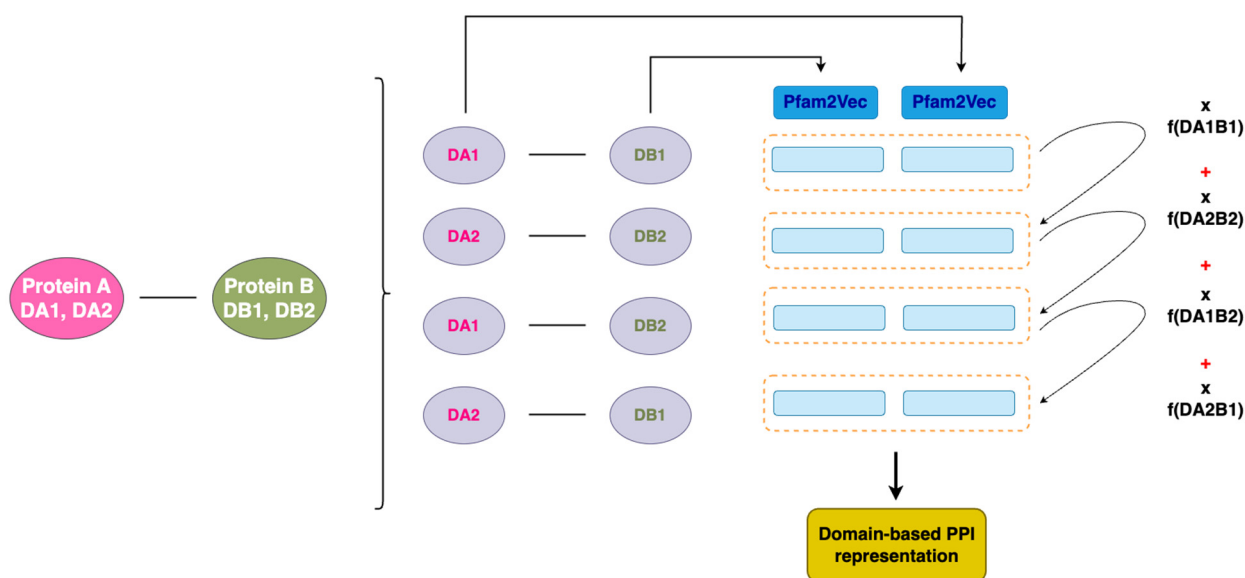 Protein A
DA1, DA2
Protein B
DB1, DB2
DA1
DB1
DA2
DB2
DA1
DB2
DA2
DB1
Pfam2Vec
Pfam2Vec
x
f(DA1B1)
+
x
f(DA2B2)
+
x
f(DA1B2)
+
x
f(DA2B1)
Domain-based PPI
representation